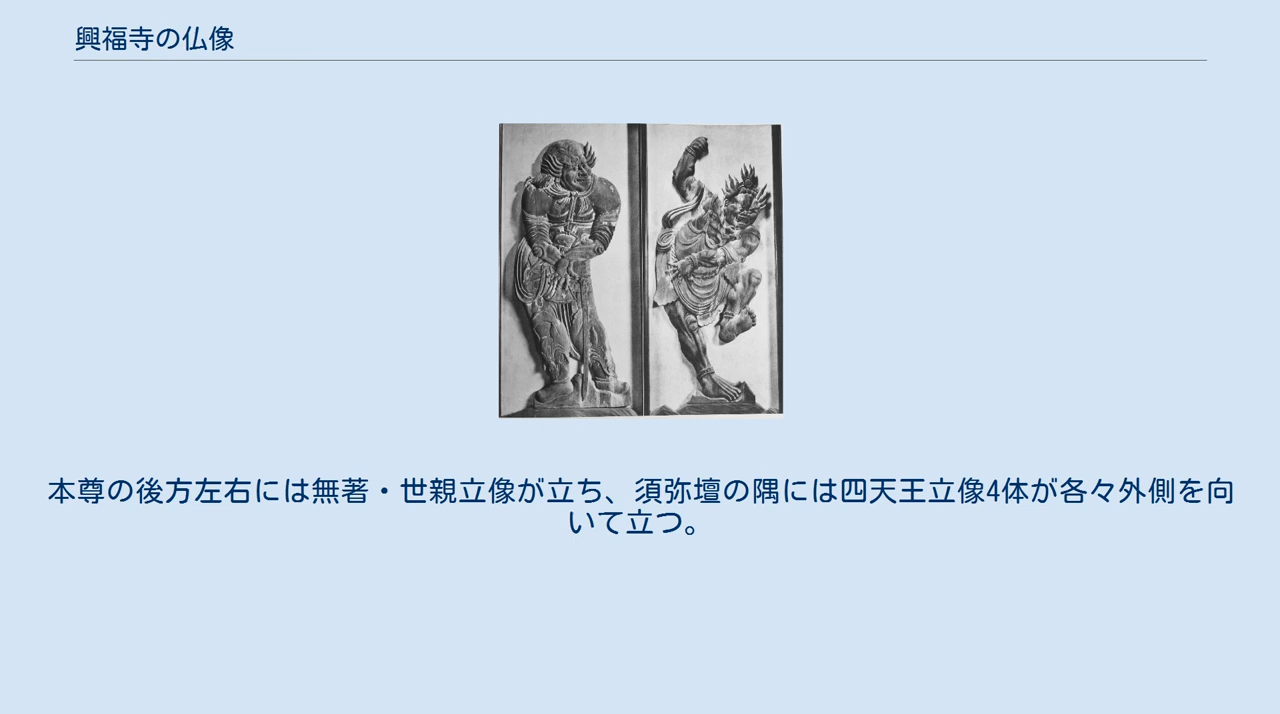 興福寺の仏像
本尊の後方左右には無著・世親立像が立ち、須弥壇の隅には四天王立像4体が各々外側を向
いて立つ。